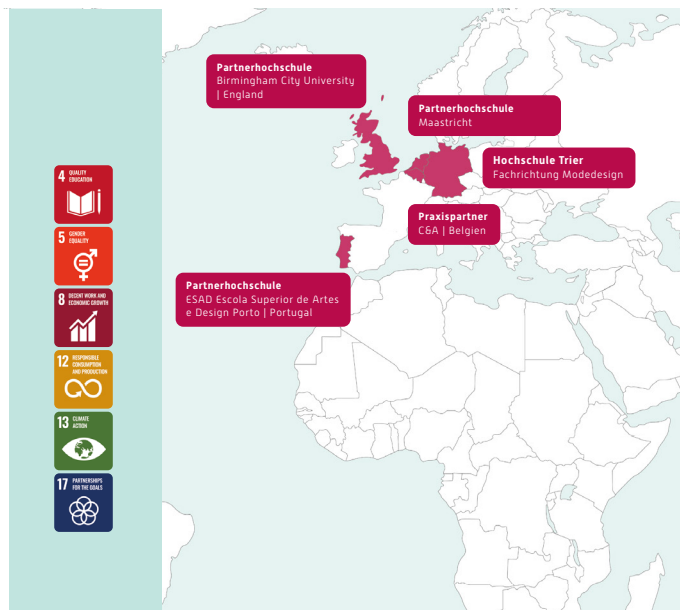 4 QUALITY
EDUCATION
5 GENDER
EQUALITY
8 DECENT WORK AND
ECONOMIC GROWTH
12 RESPONSIBLE
CONSUMPTION
AND PRODUCTION
13 CLIMATE
ACTION
17 PARTNERSHIPS
FOR THE GOALS
Partnerhochschule
Birmingham City University
| England
Partnerhochschule
Maastricht
Hochschule Trier
Fachrichtung Modedesign
Praxispartner
C&A | Belgien
Partnerhochschule
ESAD Escola Superior de Artes
e Design Porto | Portugal